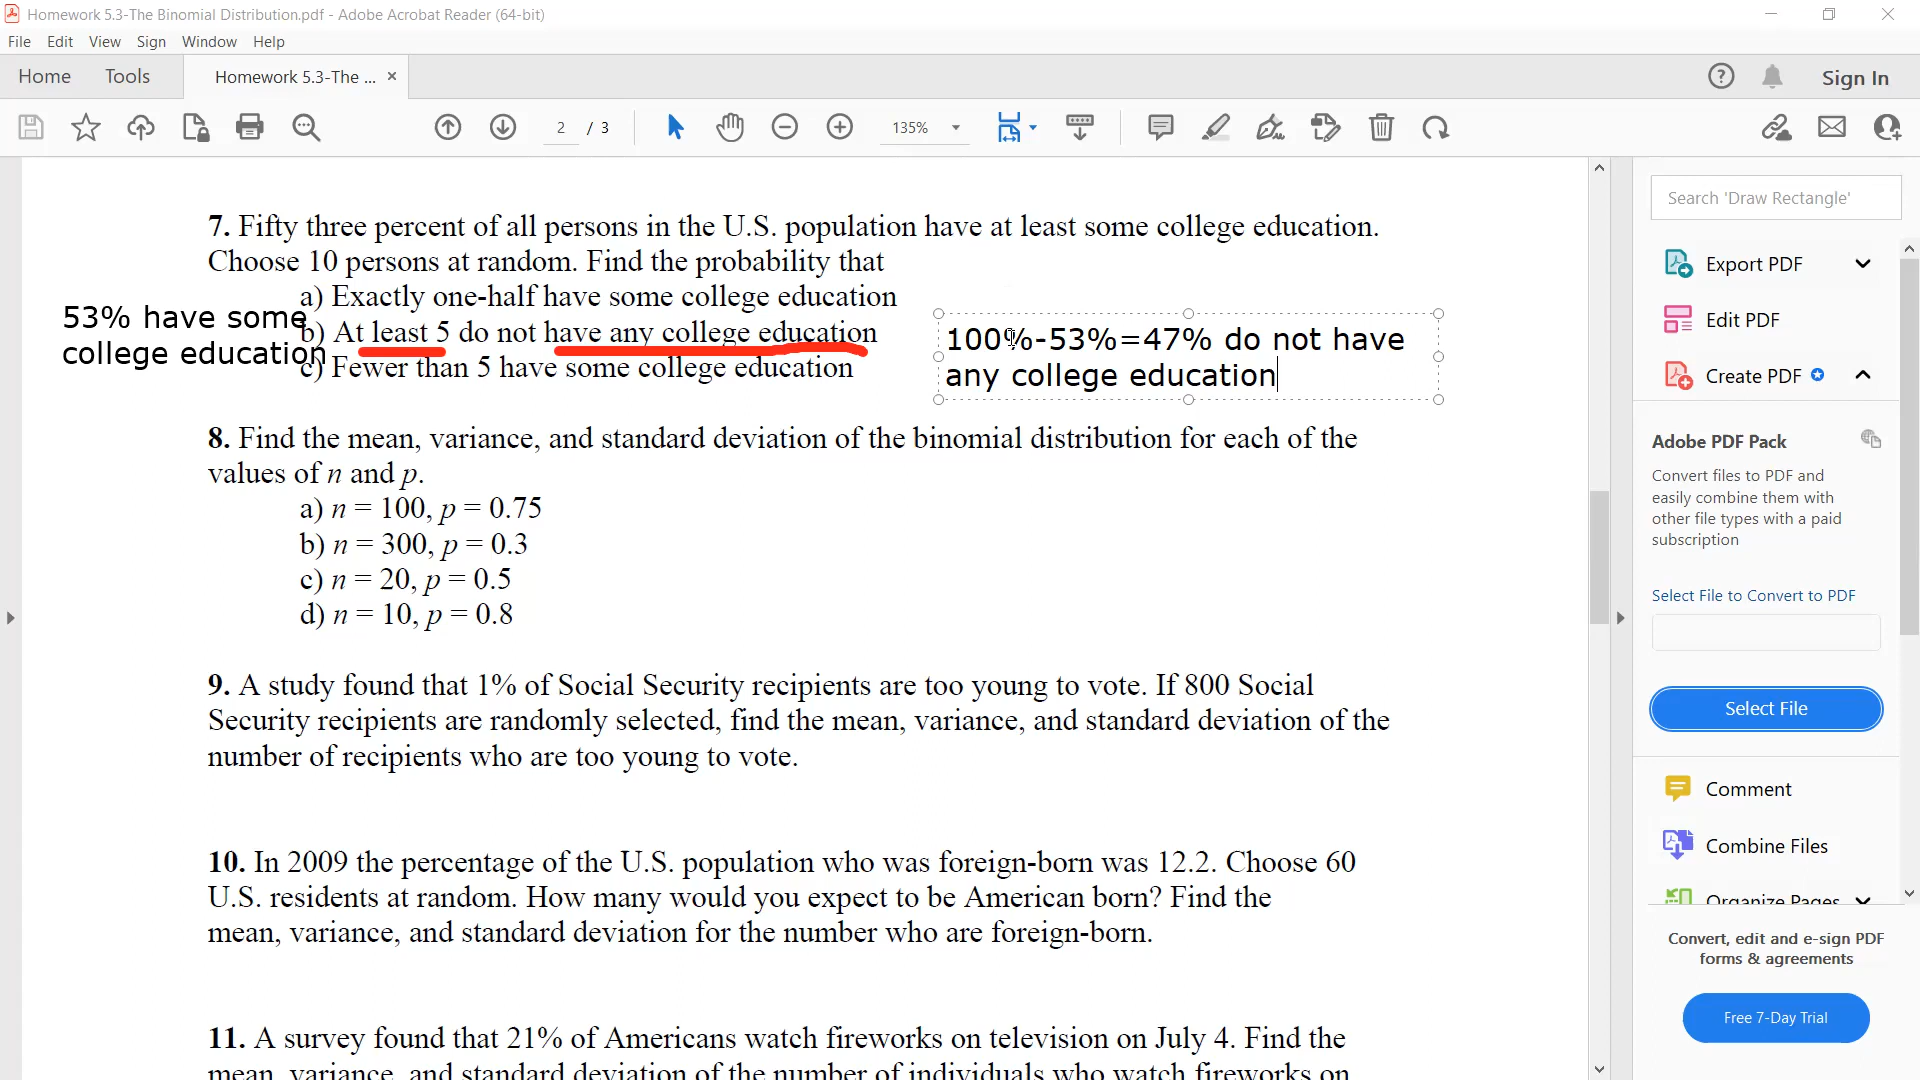 Homework 5.3-The Binomial Distribution.pdf - Adobe Acrobat Reader (64-bit)
File Edit View Sign Window Help
Home Tools Homework 5.3-The ... × Sign In
2 / 3 135%
7. Fifty three percent of all persons in the U.S. population have at least some college education.
Choose 10 persons at random. Find the probability that
a) Exactly one-half have some college education
53% have some
college education
b) At least 5 do not have any college education
c) Fewer than 5 have some college education
100%-53%=47% do not have
any college education
8. Find the mean, variance, and standard deviation of the binomial distribution for each of the
values of n and p.
a) n = 100, p = 0.75
b) n = 300, p = 0.3
c) n = 20, p = 0.5
d) n = 10, p = 0.8
9. A study found that 1% of Social Security recipients are too young to vote. If 800 Social
Security recipients are randomly selected, find the mean, variance, and standard deviation of the
number of recipients who are too young to vote.
10. In 2009 the percentage of the U.S. population who was foreign-born was 12.2. Choose 60
U.S. residents at random. How many would you expect to be American born? Find the
mean, variance, and standard deviation for the number who are foreign-born.
11. A survey found that 21% of Americans watch fireworks on television on July 4. Find the
mean, variance, and standard deviation of the number of individuals who watch fireworks on
Search 'Draw Rectangle'
Export PDF
Edit PDF
Create PDF
Adobe PDF Pack
Convert files to PDF and
easily combine them with
other file types with a paid
subscription
Select File to Convert to PDF
Select File
Comment
Combine Files
Organize Pages
Convert, edit and e-sign PDF
forms & agreements
Free 7-Day Trial